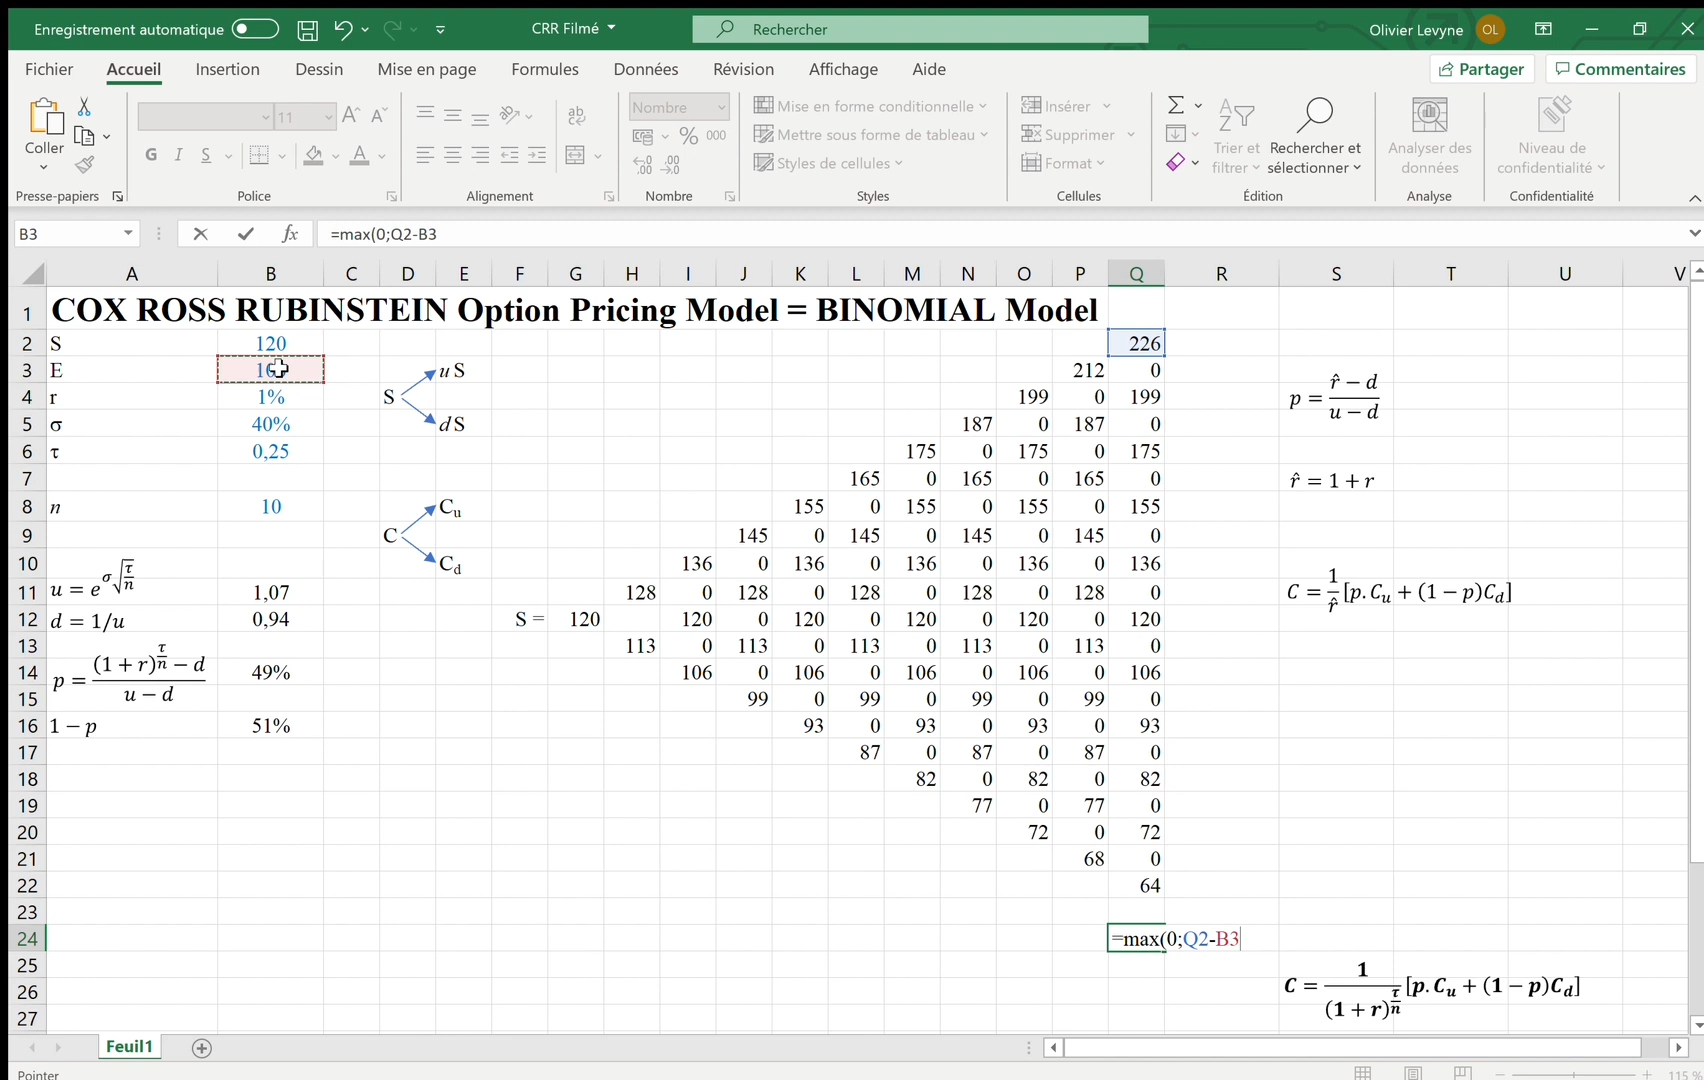 Enregistrement automatique
CRR Filmé
Rechercher
Olivier Levyne
OL
Fichier Accueil Insertion Dessin Mise en page Formules Données Révision Affichage Aide
Partager
Commentaires
Coller
Presse-papiers
11
G I S
Police
ab
Alignement
Nombre
% 000
Nombre
Mise en forme conditionnelle
Mettre sous forme de tableau
Styles de cellules
Styles
Insérer
Supprimer
Format
Cellules
Trier et filtrer
Rechercher et sélectionner
Édition
Analyser des données
Analyse
Niveau de confidentialité
Confidentialité
B3
fx
=max(0;Q2-B3
A B C D E F G H I J K L M N O P Q R S T U V
1 COX ROSS RUBINSTEIN Option Pricing Model = BINOMIAL Model
2 S 120 226
3 E u S 212 0
4 r 1% S 199 0 199
5 σ 40% d S 187 0 187 0
6 τ 0,25 175 0 175 0 175
7 165 0 165 0 165 0
8 n 10 Cu 155 0 155 0 155 0 155
9 C 145 0 145 0 145 0 145 0
10 Cd 136 0 136 0 136 0 136 0 136
11 u = e^σ√(τ/n) 1,07 128 0 128 0 128 0 128 0 128 0
12 d = 1/u 0,94 S = 120 120 0 120 0 120 0 120 0 120
13 113 0 113 0 113 0 113 0 113 0
14 p = ((1 + r)^(τ/n) − d)/(u − d) 49% 106 0 106 0 106 0 106 0 106
15 99 0 99 0 99 0 99 0
16 1 − p 51% 93 0 93 0 93 0 93
17 87 0 87 0 87 0
18 82 0 82 0 82
19 77 0 77 0
20 72 0 72
21 68 0
22 64
23
24 =max(0;Q2-B3
25
26
27
p = (r̂ − d)/(u − d)
r̂ = 1 + r
C = 1/r̂ [p. Cu + (1 − p)Cd]
C = 1/(1 + r)^(τ/n) [p. Cu + (1 − p)Cd]
Feuil1
Pointer
115 %